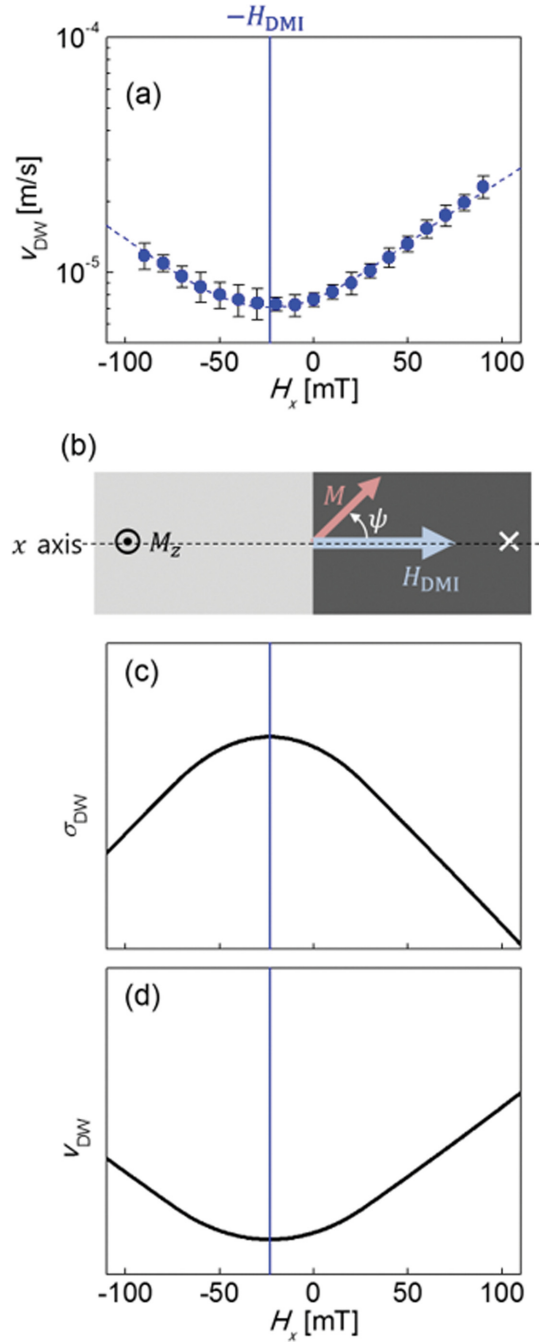 −H_DMI
10^-4
(a)
v_DW [m/s]
10^-5
-100 -50 0 50 100
H_x [mT]
(b)
M
ψ
x axis
M_z
H_DMI
(c)
σ_DW
(d)
v_DW
-100 -50 0 50 100
H_x [mT]